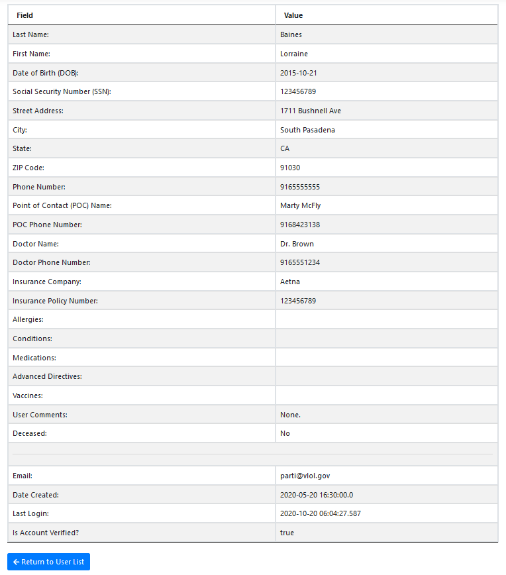 Field Value
Last Name: Baines
First Name: Lorraine
Date of Birth (DOB): 2015-10-21
Social Security Number (SSN): 123456789
Street Address: 1711 Bushnell Ave
City: South Pasadena
State: CA
ZIP Code: 91030
Phone Number: 9165555555
Point of Contact (POC) Name: Marty McFly
POC Phone Number: 9168423138
Doctor Name: Dr. Brown
Doctor Phone Number: 9165551234
Insurance Company: Aetna
Insurance Policy Number: 123456789
Allergies:
Conditions:
Medications:
Advanced Directives:
Vaccines:
User Comments: None.
Deceased: No
Email: parti@vlol.gov
Date Created: 2020-05-20 16:30:00.0
Last Login: 2020-10-20 06:04:27.587
Is Account Verified? true
← Return to User List